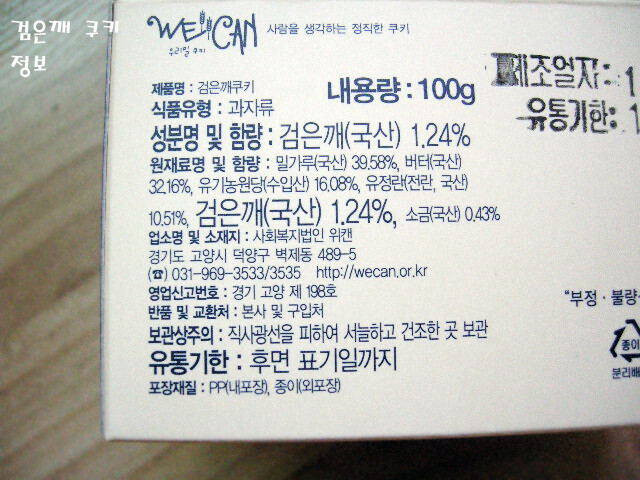 검은깨 쿠키
정보
WE CAN 사람을 생각하는 정직한 쿠키
우리밀 쿠키
제품명 : 검은깨쿠키
내용량 : 100g
제조일자: 1
유통기한: 1
식품유형 : 과자류
성분명 및 함량 : 검은깨(국산) 1.24%
원재료명 및 함량 : 밀가루(국산) 39.58%, 버터(국산)
32.16%, 유기농원당(수입산) 16.08%, 유정란(전란, 국산)
10.51%, 검은깨(국산) 1.24%, 소금(국산) 0.43%
업소명 및 소재지 : 사회복지법인 위캔
경기도 고양시 덕양구 벽제동 489-5
(☎) 031-969-3533/3535 http://wecan.or.kr
영업신고번호 : 경기 고양 제 198호
반품 및 교환처 : 본사 및 구입처
"부정 · 불량
보관상주의 : 직사광선을 피하여 서늘하고 건조한 곳 보관
유통기한 : 후면 표기일까지
포장재질 : PP(내포장), 종이(외포장)
종이
분리배